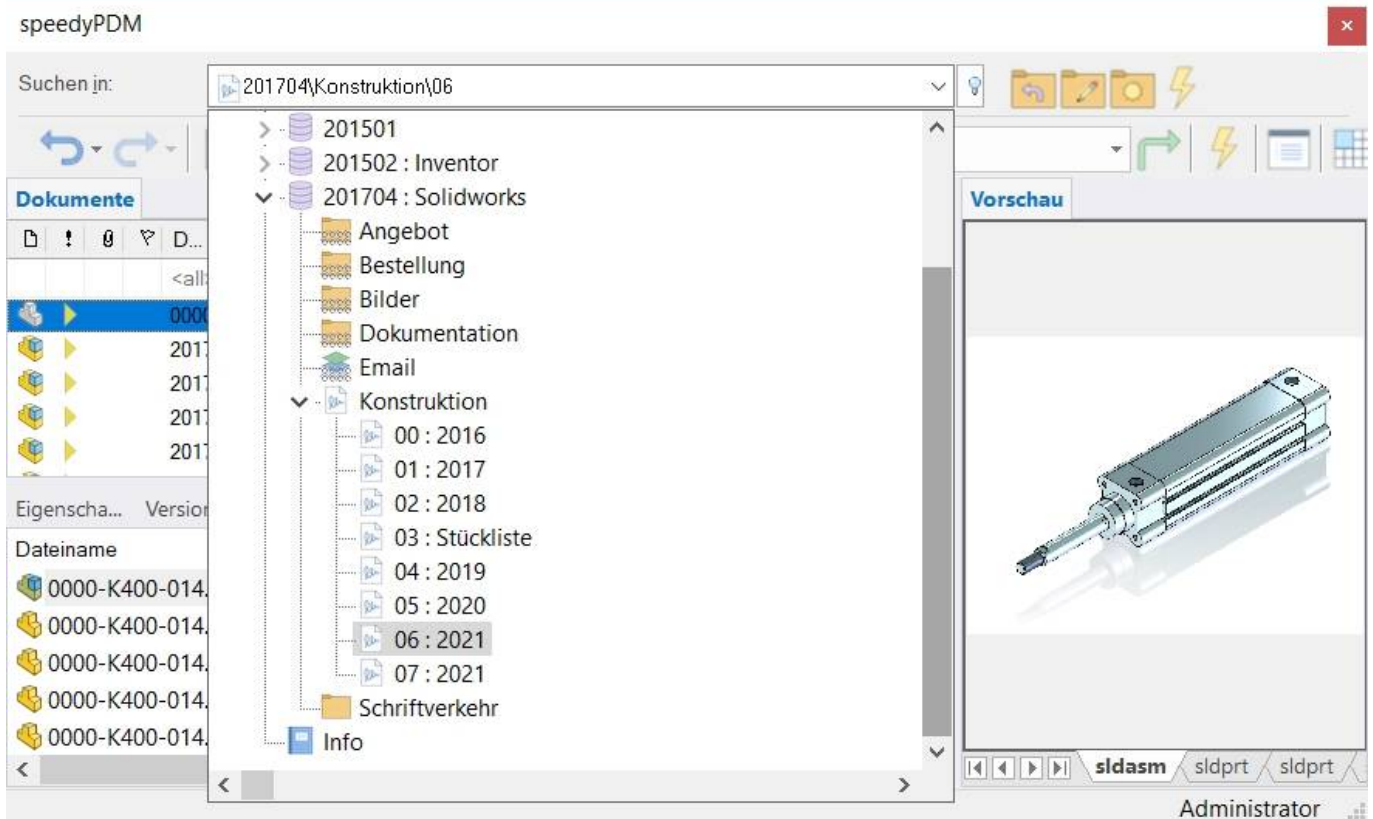 speedyPDM
Suchen in:
201704\Konstruktion\06
201501
201502 : Inventor
201704 : Solidworks
Angebot
Bestellung
Bilder
Dokumentation
Email
Konstruktion
00 : 2016
01 : 2017
02 : 2018
03 : Stückliste
04 : 2019
05 : 2020
06 : 2021
07 : 2021
Schriftverkehr
Info
Dokumente
D...
<all
0000
2017
2017
2017
2017
Eigenscha... Version
Dateiname
0000-K400-014.
0000-K400-014.
0000-K400-014.
0000-K400-014.
0000-K400-014.
Vorschau
sldasm sldprt sldprt
Administrator